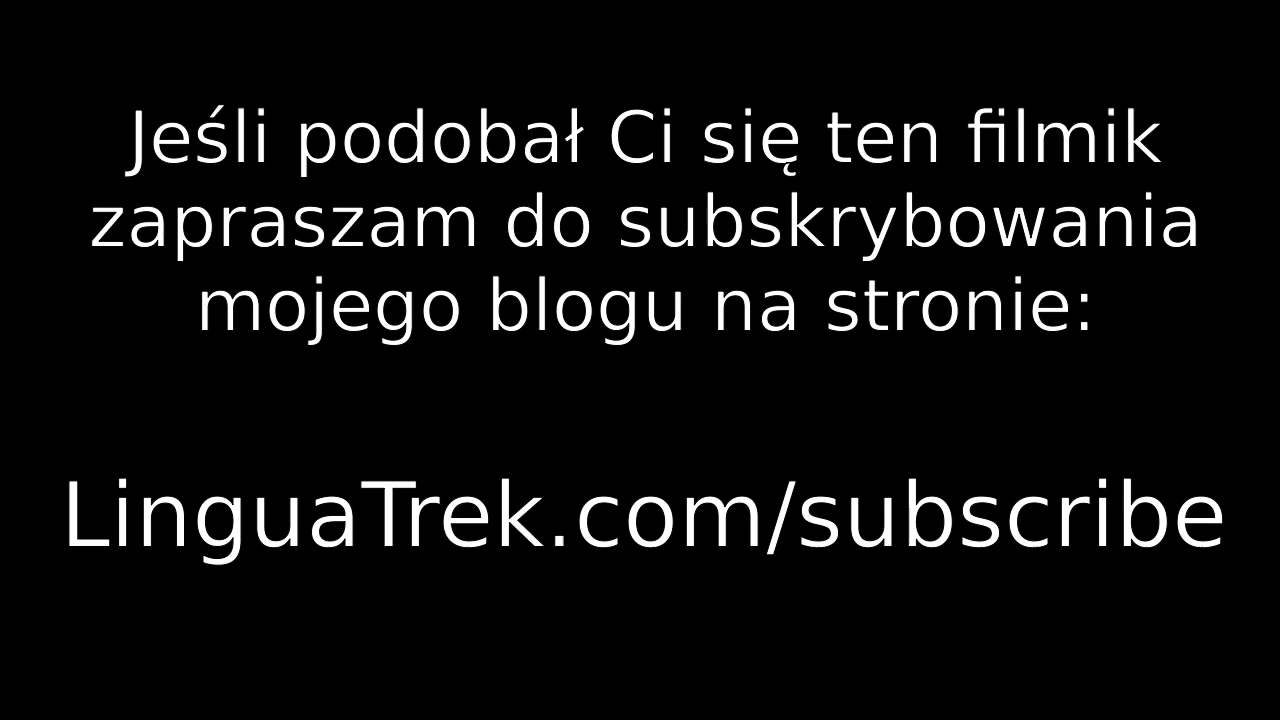 Jeśli podobał Ci się ten filmik
zapraszam do subskrybowania
mojego blogu na stronie:
LinguaTrek.com/subscribe